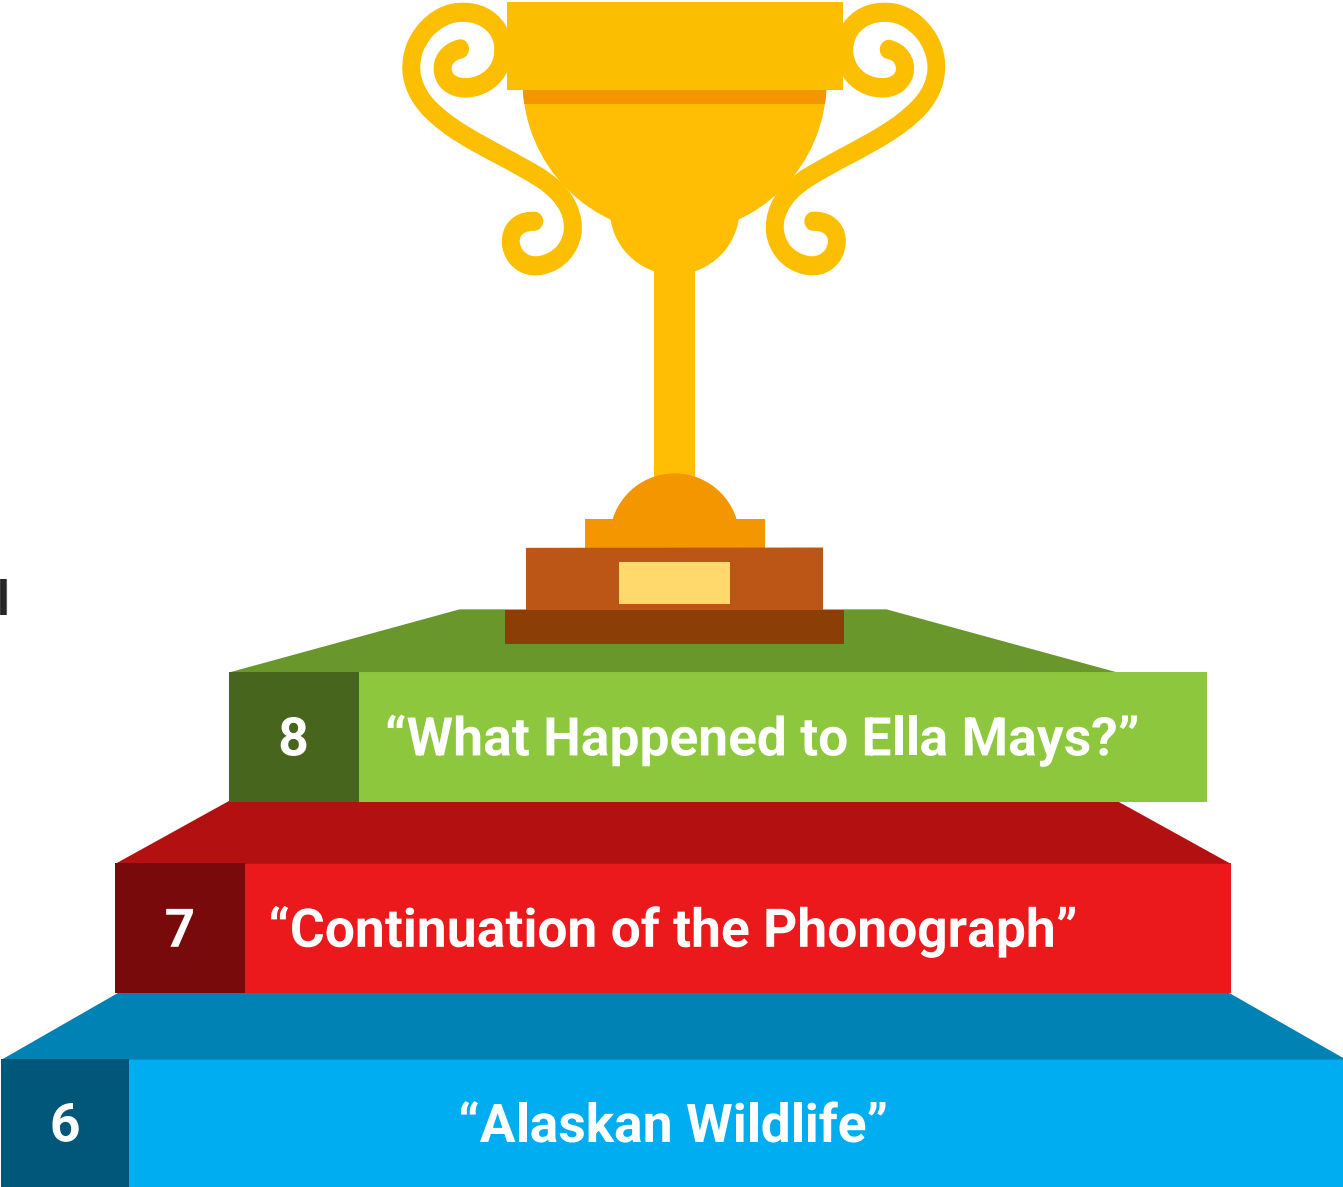 8 “What Happened to Ella Mays?”
7 “Continuation of the Phonograph”
6 “Alaskan Wildlife”